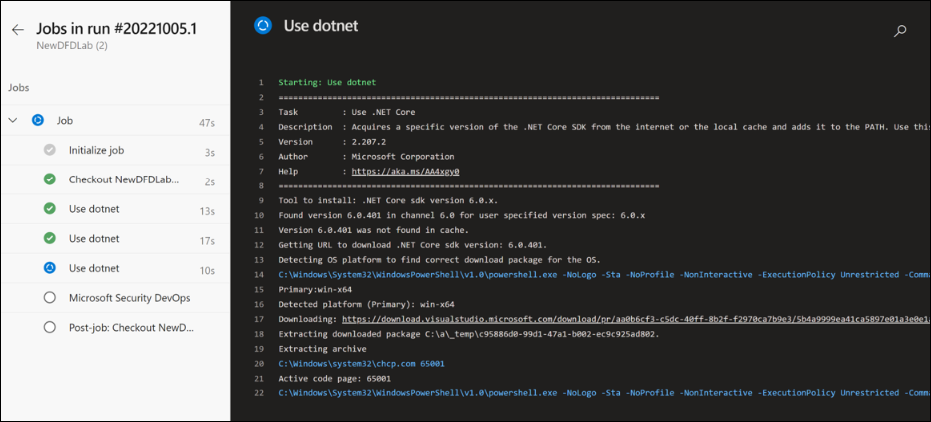 Jobs in run #20221005.1
NewDFDLab (2)
Jobs
Job 47s
Initialize job 3s
Checkout NewDFDLab... 2s
Use dotnet 13s
Use dotnet 17s
Use dotnet 10s
Microsoft Security DevOps
Post-job: Checkout NewD...
Use dotnet
1 Starting: Use dotnet
2 ==============================================================================
3 Task : Use .NET Core
4 Description : Acquires a specific version of the .NET Core SDK from the internet or the local cache and adds it to the PATH. Use this
5 Version : 2.207.2
6 Author : Microsoft Corporation
7 Help : https://aka.ms/AA4xgy0
8 ==============================================================================
9 Tool to install: .NET Core sdk version 6.0.x.
10 Found version 6.0.401 in channel 6.0 for user specified version spec: 6.0.x
11 Version 6.0.401 was not found in cache.
12 Getting URL to download .NET Core sdk version: 6.0.401.
13 Detecting OS platform to find correct download package for the OS.
14 C:\Windows\System32\WindowsPowerShell\v1.0\powershell.exe -NoLogo -Sta -NoProfile -NonInteractive -ExecutionPolicy Unrestricted -Comma
15 Primary:win-x64
16 Detected platform (Primary): win-x64
17 Downloading: https://download.visualstudio.microsoft.com/download/pr/aa0b6cf3-c5dc-40ff-8b2f-f2970ca7b9e3/5b4a9999ea41ca5897e01a3e0e1a
18 Extracting downloaded package C:\a\_temp\c95886d0-99d1-47a1-b002-ec9c925ad802.
19 Extracting archive
20 C:\Windows\system32\chcp.com 65001
21 Active code page: 65001
22 C:\Windows\System32\WindowsPowerShell\v1.0\powershell.exe -NoLogo -Sta -NoProfile -NonInteractive -ExecutionPolicy Unrestricted -Comma